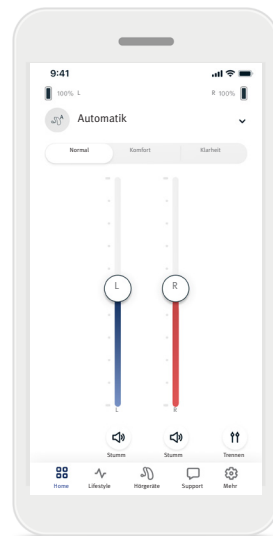 9:41
100% L
R 100%
A
Automatik
Normal Komfort Klarheit
L R
L R
Stumm Stumm Trennen
Home Lifestyle Hörgeräte Support Mehr